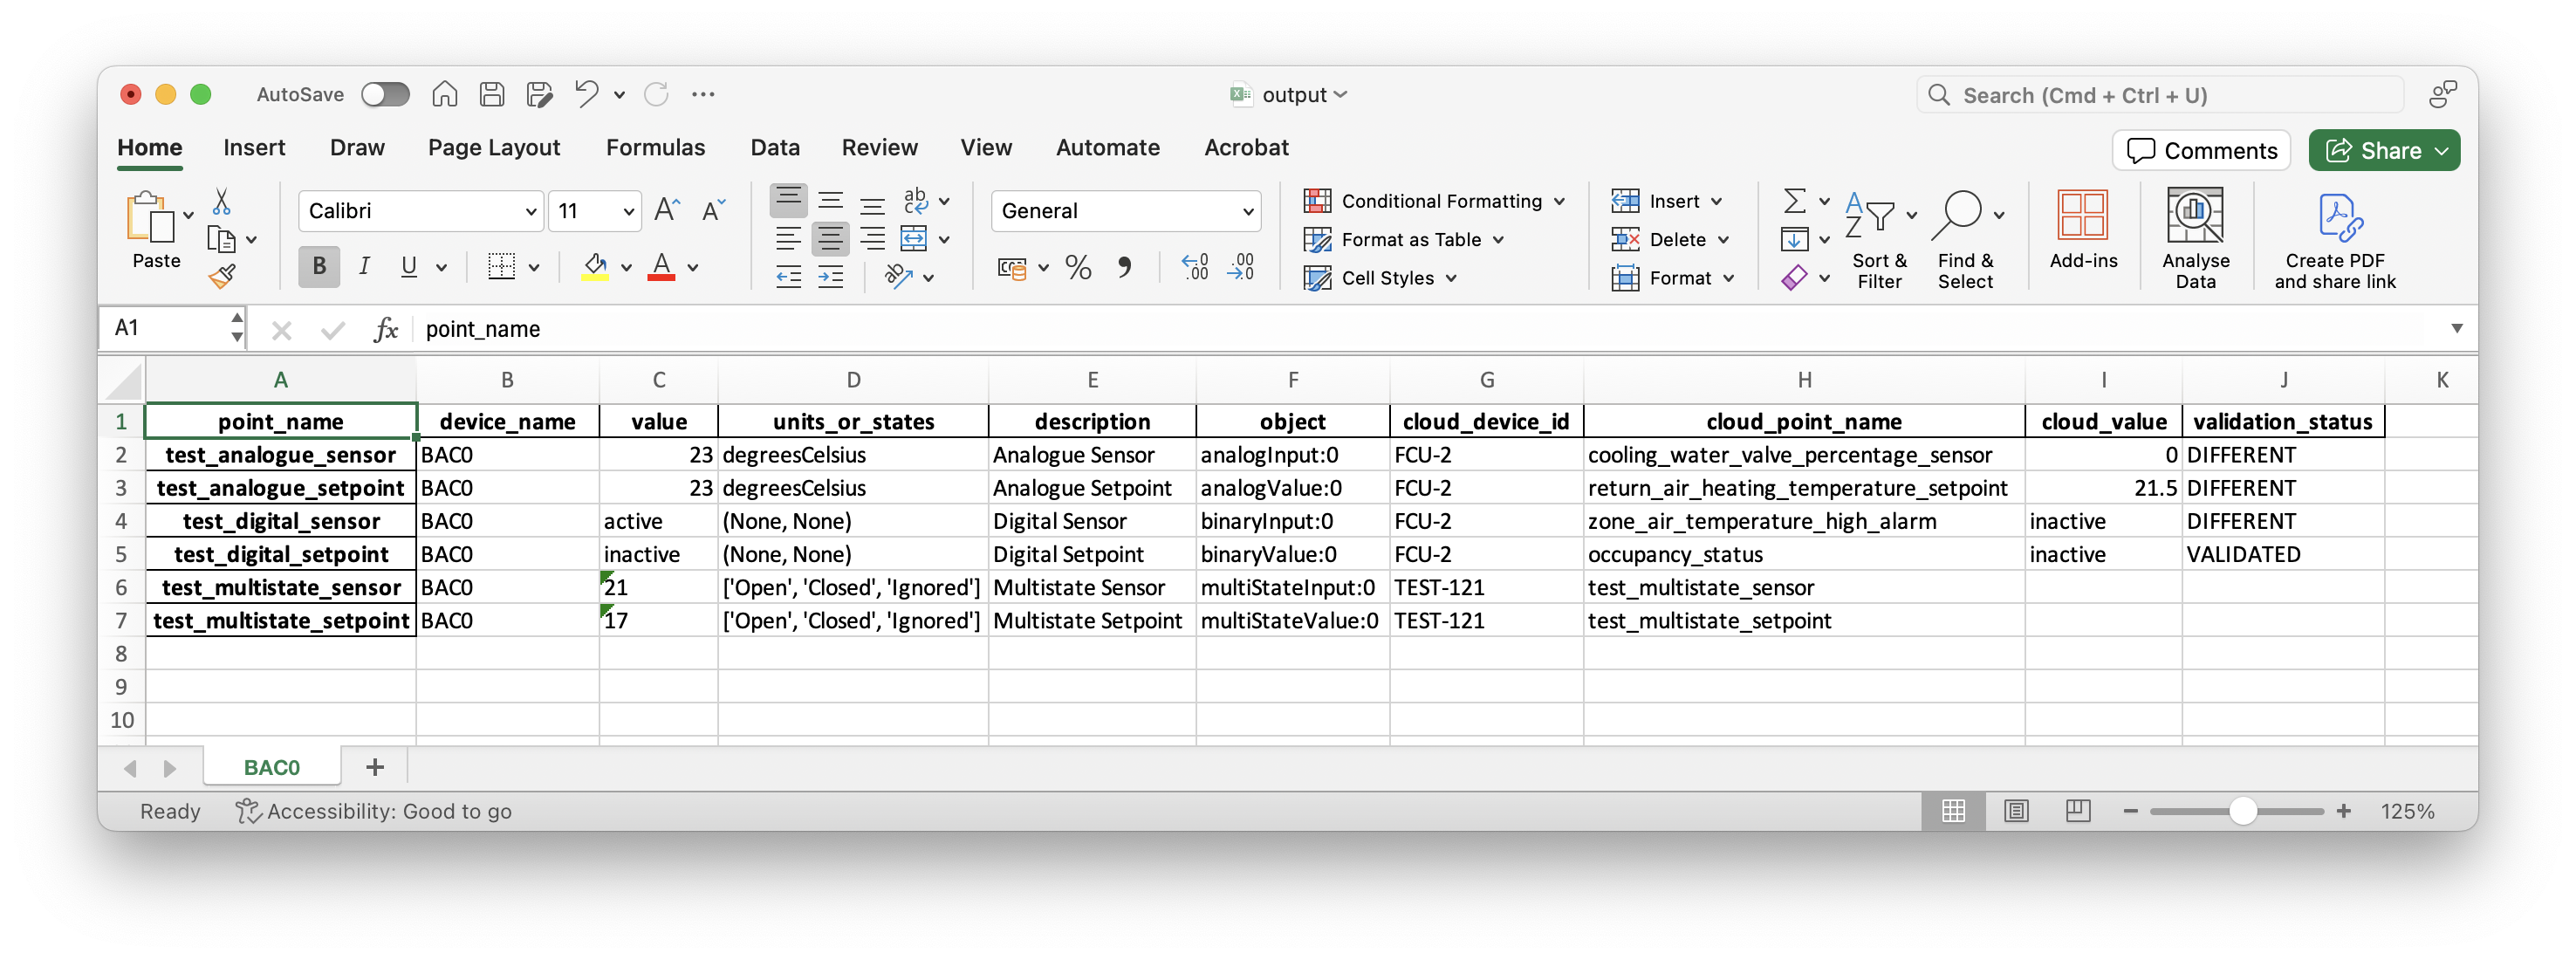 AutoSave
output
Search (Cmd + Ctrl + U)
Home Insert Draw Page Layout Formulas Data Review View Automate Acrobat
Comments
Share
Paste
Calibri
11
B I U
A
A
A
ab
c
General
%
Conditional Formatting
Format as Table
Cell Styles
Insert
Delete
Format
Sort & Filter
Find & Select
Add-ins
Analyse Data
Create PDF and share link
A1 fx point_name
A B C D E F G H I J K
1 point_name device_name value units_or_states description object cloud_device_id cloud_point_name cloud_value validation_status
2 test_analogue_sensor BAC0 23 degreesCelsius Analogue Sensor analogInput:0 FCU-2 cooling_water_valve_percentage_sensor 0 DIFFERENT
3 test_analogue_setpoint BAC0 23 degreesCelsius Analogue Setpoint analogValue:0 FCU-2 return_air_heating_temperature_setpoint 21.5 DIFFERENT
4 test_digital_sensor BAC0 active (None, None) Digital Sensor binaryInput:0 FCU-2 zone_air_temperature_high_alarm inactive DIFFERENT
5 test_digital_setpoint BAC0 inactive (None, None) Digital Setpoint binaryValue:0 FCU-2 occupancy_status inactive VALIDATED
6 test_multistate_sensor BAC0 21 ['Open', 'Closed', 'Ignored'] Multistate Sensor multiStateInput:0 TEST-121 test_multistate_sensor
7 test_multistate_setpoint BAC0 17 ['Open', 'Closed', 'Ignored'] Multistate Setpoint multiStateValue:0 TEST-121 test_multistate_setpoint
8
9
10
BAC0
Ready Accessibility: Good to go 125%